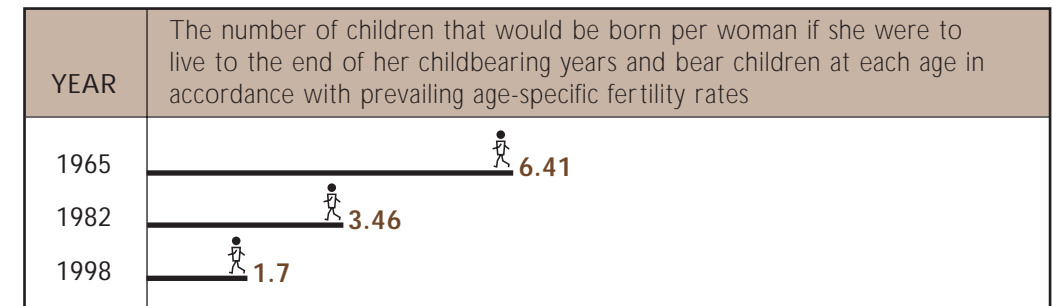 The number of children that would be born per woman if she were to
live to the end of her childbearing years and bear children at each age in
accordance with prevailing age-specific fertility rates
YEAR
1965 6.41
1982 3.46
1998 1.7